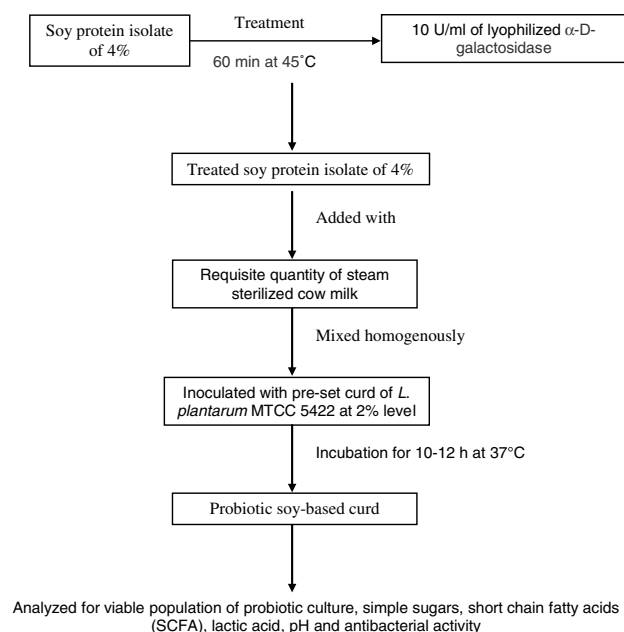 Soy protein isolate
of 4%
Treatment
60 min at 45˚C
10 U/ml of lyophilized α-D-
galactosidase
Treated soy protein isolate of 4%
Added with
Requisite quantity of steam
sterilized cow milk
Mixed homogenously
Inoculated with pre-set curd of L.
plantarum MTCC 5422 at 2% level
Incubation for 10-12 h at 37°C
Probiotic soy-based curd
Analyzed for viable population of probiotic culture, simple sugars, short chain fatty acids
(SCFA), lactic acid, pH and antibacterial activity